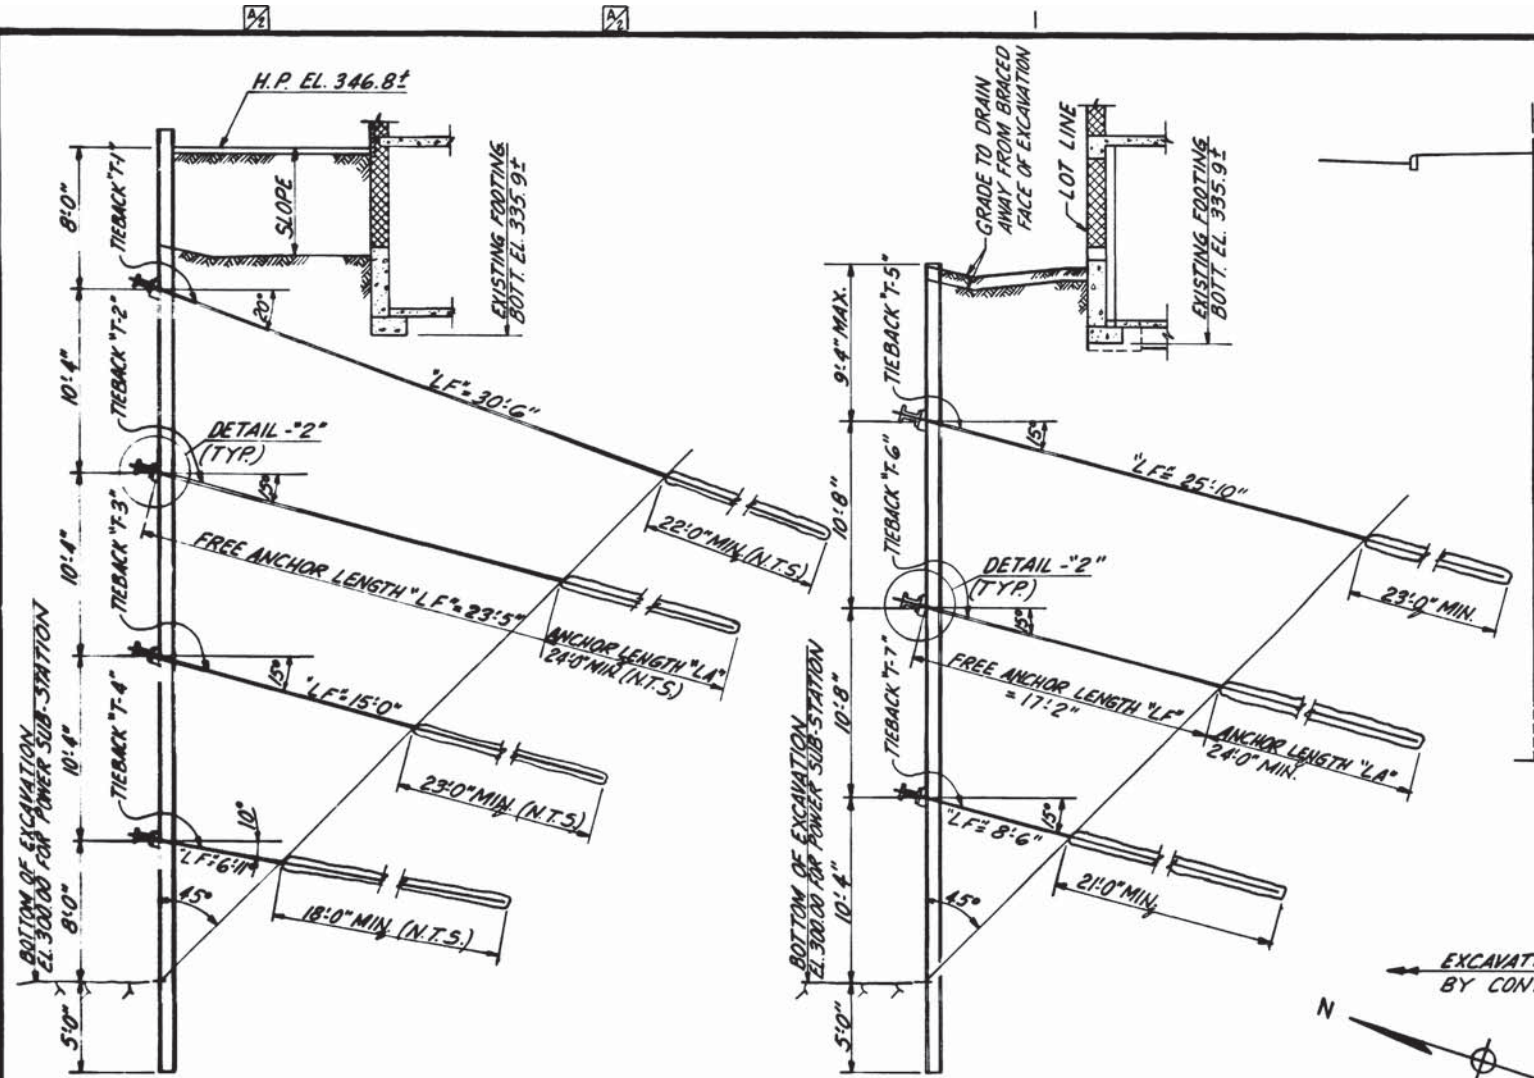 A/2
A/2
H.P. EL. 346.8±
8'-0"
TIEBACK "T-1"
SLOPE
EXISTING FOOTING
BOTT. EL. 335.9±
20°
10'-4"
TIEBACK "T-2"
"LF" = 30'-6"
DETAIL - "2"
(TYP.)
15°
22'-0" MIN. (N.T.S)
10'-4"
TIEBACK "T-3"
FREE ANCHOR LENGTH "LF" = 23'-5"
ANCHOR LENGTH "LA"
24'-0" MIN (N.T.S)
15°
"LF" = 15'-0"
23'-0" MIN. (N.T.S.)
10'-4"
TIEBACK "T-4"
10°
"LF" = 6'-11"
18'-0" MIN. (N.T.S.)
45°
8'-0"
BOTTOM OF EXCAVATION
EL. 300.00 FOR POWER SUB-STATION
5'-0"
GRADE TO DRAIN
AWAY FROM BRACED
FACE OF EXCAVATION
LOT LINE
EXISTING FOOTING
BOTT. EL. 335.9±
9'-4" MAX.
TIEBACK "T-5"
15°
"LF" = 25'-10"
23'-0" MIN.
10'-8"
TIEBACK "T-6"
DETAIL - "2"
(TYP.)
15°
FREE ANCHOR LENGTH "LF"
= 17'-2"
ANCHOR LENGTH "LA"
24'-0" MIN.
10'-8"
TIEBACK "T-7"
15°
"LF" = 8'-6"
21'-0" MIN.
45°
10'-4"
BOTTOM OF EXCAVATION
EL. 300.00 FOR POWER SUB-STATION
5'-0"
EXCAVAT
BY CON
N